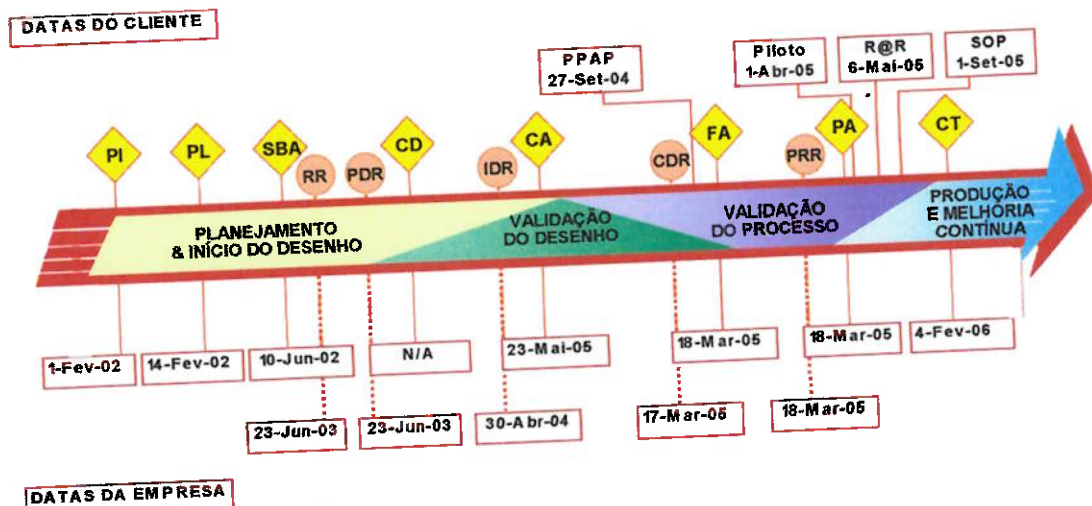 DATAS DO CLIENTE
PPAP
27-Set-04
Piloto
1-Abr-05
R@R
6-Mai-05
SOP
1-Set-05
PI
PL
SBA
RR
PDR
CD
IDR
CA
CDR
FA
PRR
PA
CT
PLANEJAMENTO
& INÍCIO DO DESENHO
VALIDAÇÃO
DO DESENHO
VALIDAÇÃO
DO PROCESSO
PRODUÇÃO
E MELHÓRIA
CONTÍNUA
1-Fev-02
14-Fev-02
10-Jun-02
N/A
23-Mai-05
18-Mar-05
18-Mar-05
4-Fev-06
23-Jun-03
23-Jun-03
30-Abr-04
17-Mar-05
18-Mar-05
DATAS DA EMPRESA